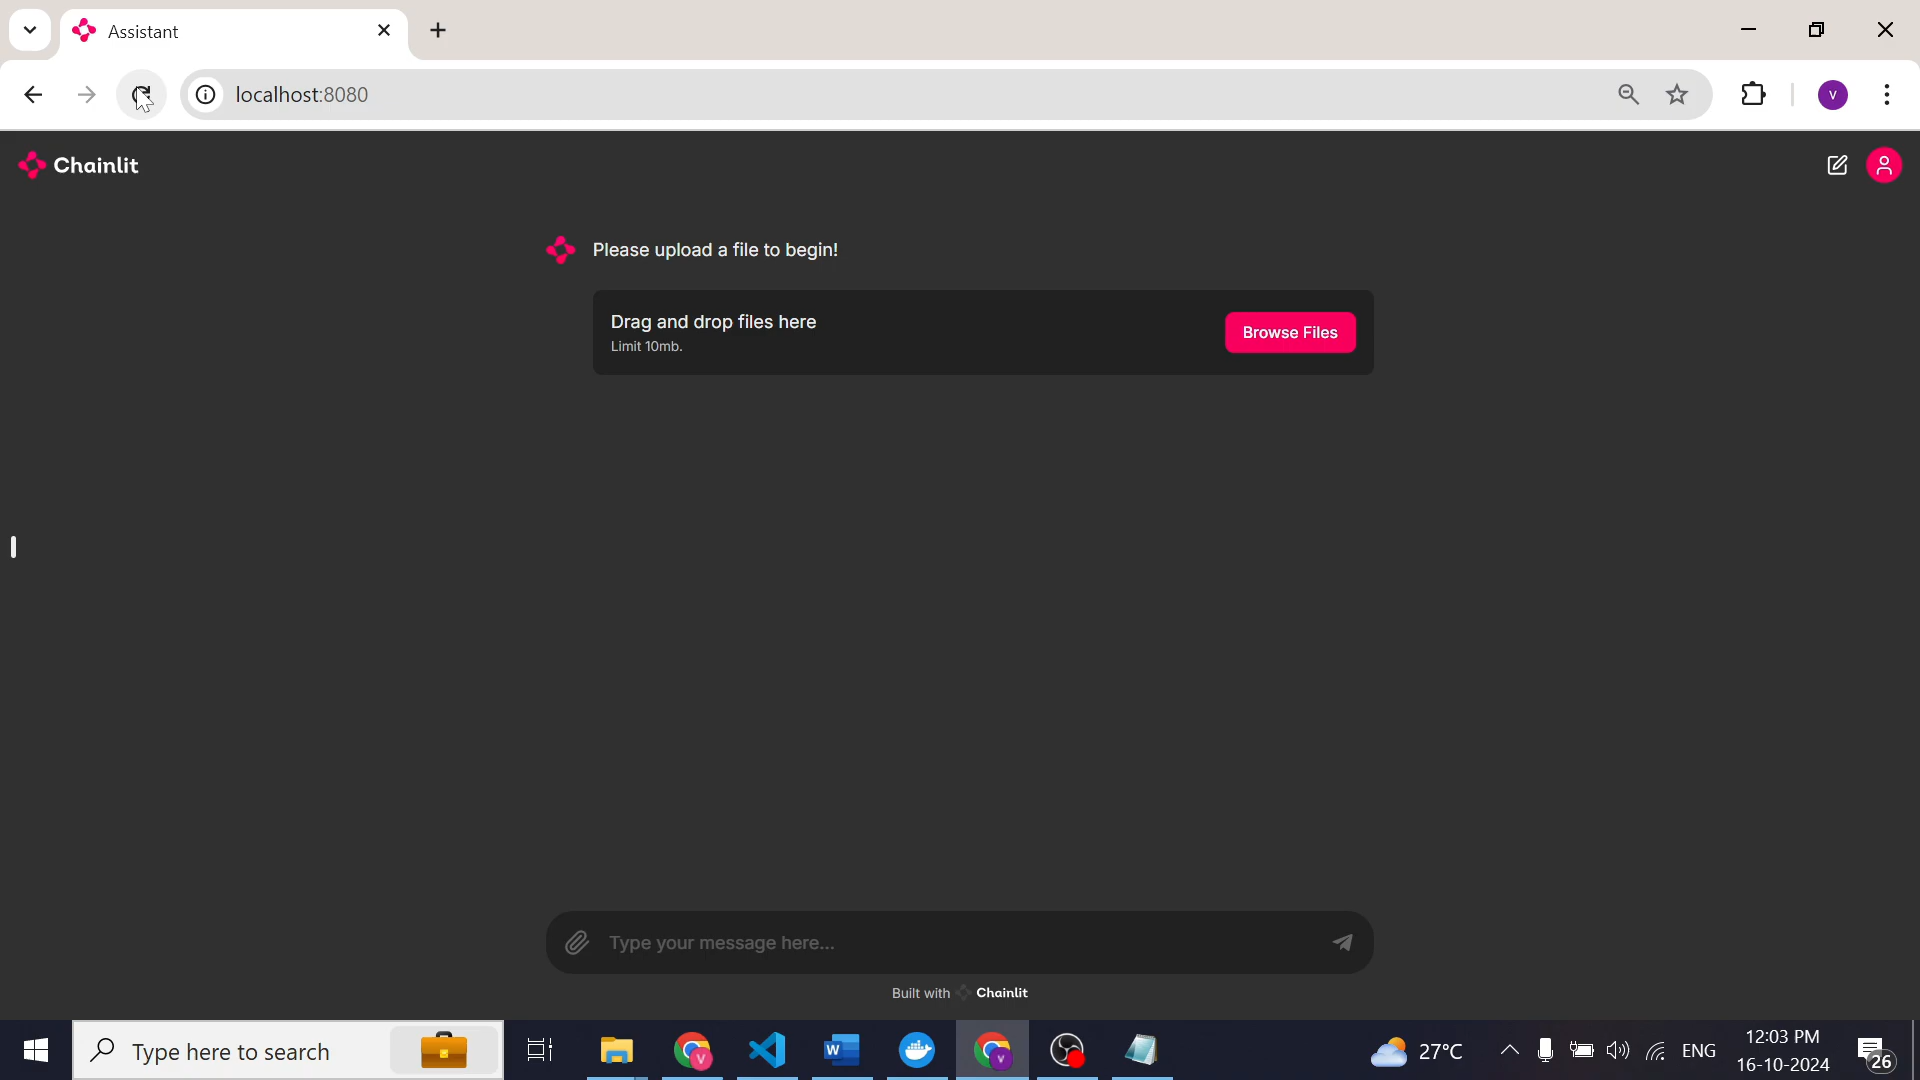 Assistant
localhost:8080
V
Chainlit
Please upload a file to begin!
Drag and drop files here
Limit 10mb.
Browse Files
Type your message here...
Built with Chainlit
Type here to search
V
W
V
27°C
ENG
12:03 PM
16-10-2024
26